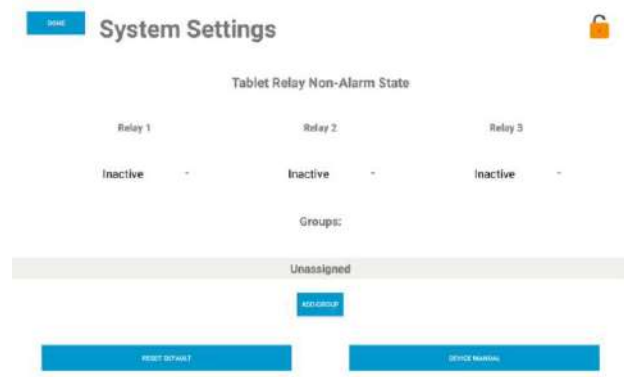 DONE
System Settings
Tablet Relay Non-Alarm State
Relay 1 Relay 2 Relay 3
Inactive Inactive Inactive
Groups:
Unassigned
ADD GROUP
RESET DEFAULT DEVICE MANUAL